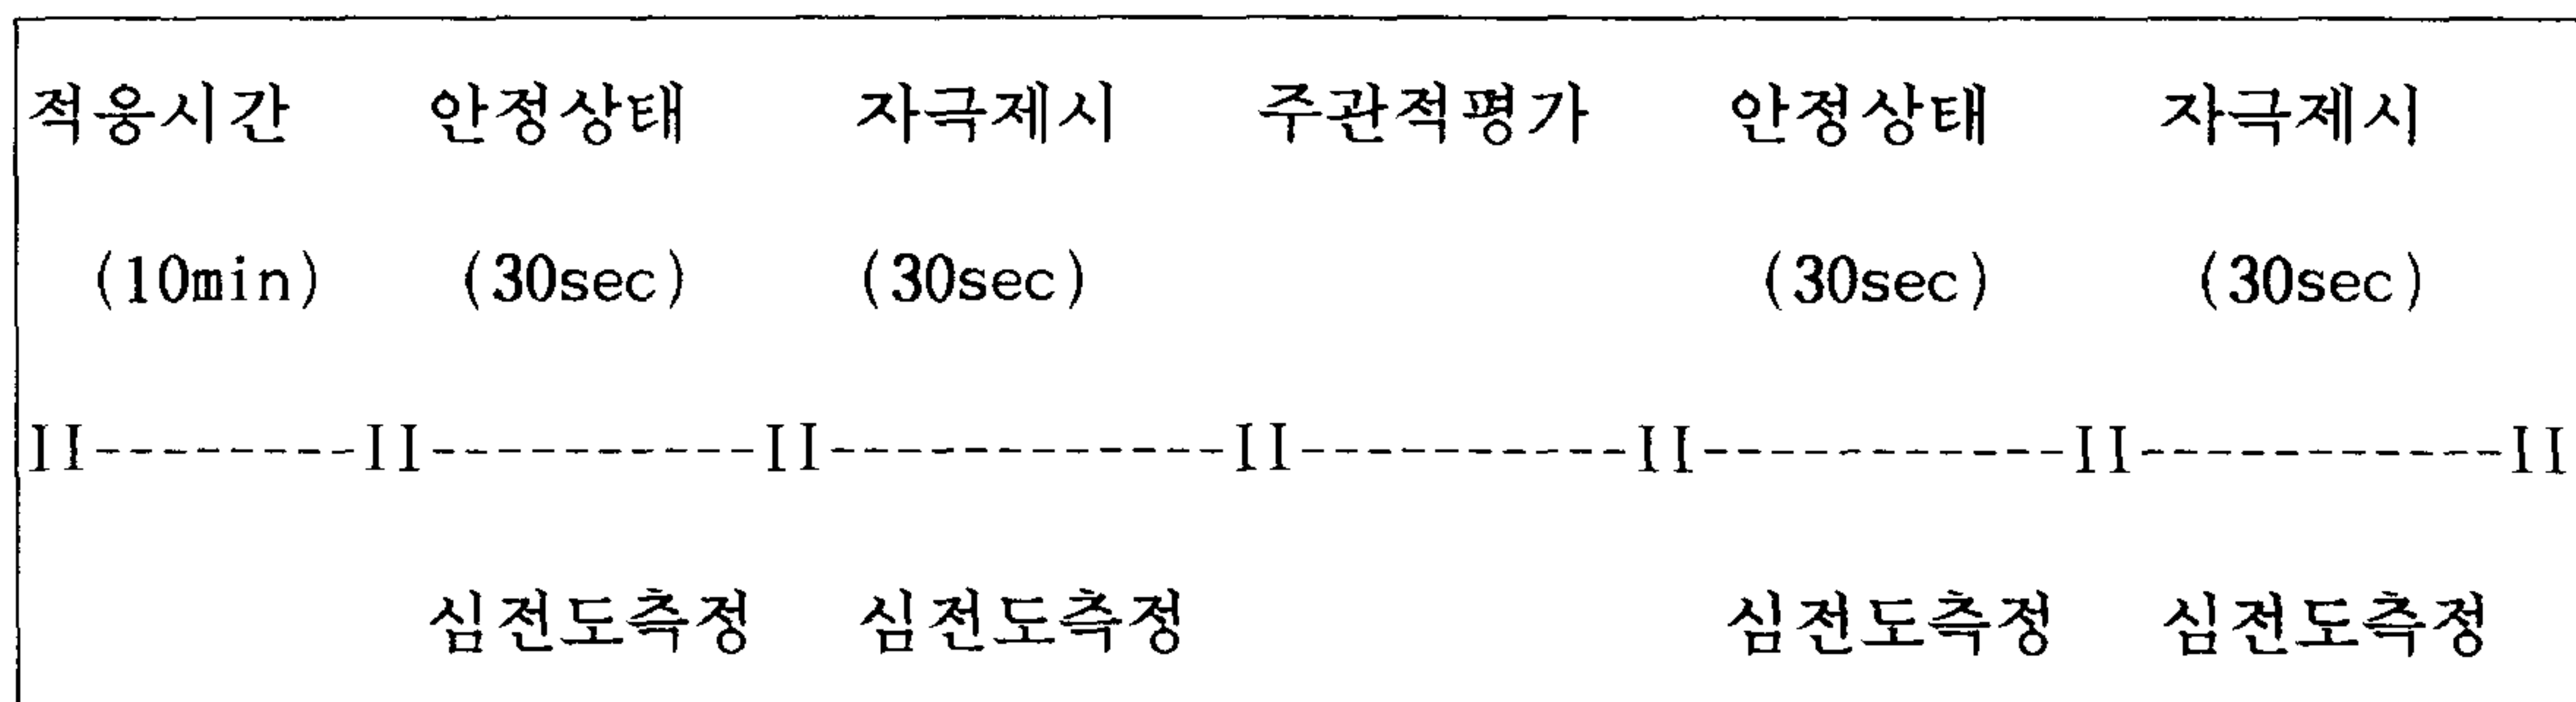 적응시간 안정상태 자극제시 주관적평가 안정상태 자극제시
(10min) (30sec) (30sec) (30sec) (30sec)
II--------II----------II------------II----------II-----------II-----------II
심전도측정 심전도측정 심전도측정 심전도측정